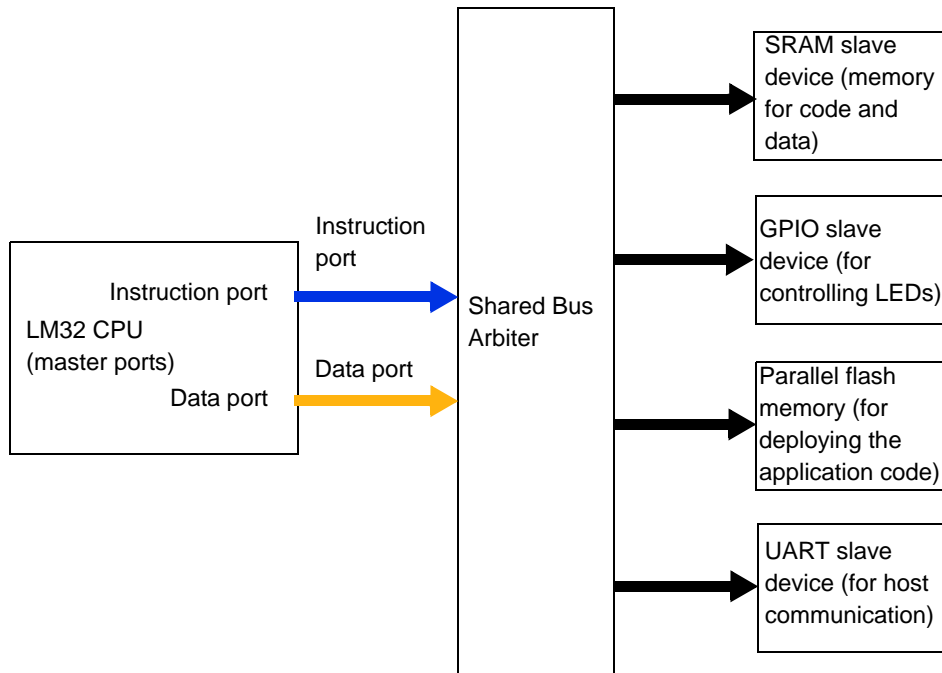 Instruction port
LM32 CPU
(master ports)
Data port
Instruction
port
Data port
Shared Bus
Arbiter
SRAM slave
device (memory
for code and
data)
GPIO slave
device (for
controlling LEDs)
Parallel flash
memory (for
deploying the
application code)
UART slave
device (for host
communication)